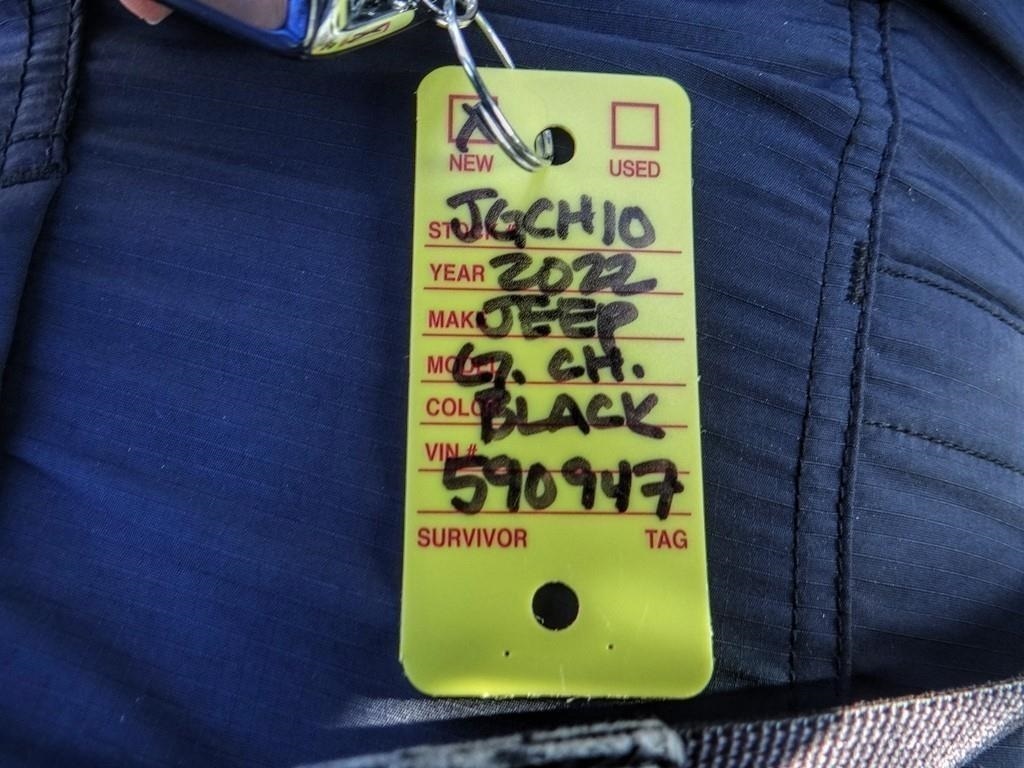 X
NEW USED
STOCK # JGCH10
YEAR 2022
MAKE JEEP
MODEL G. CH.
COLOR BLACK
VIN #
590947
SURVIVOR TAG